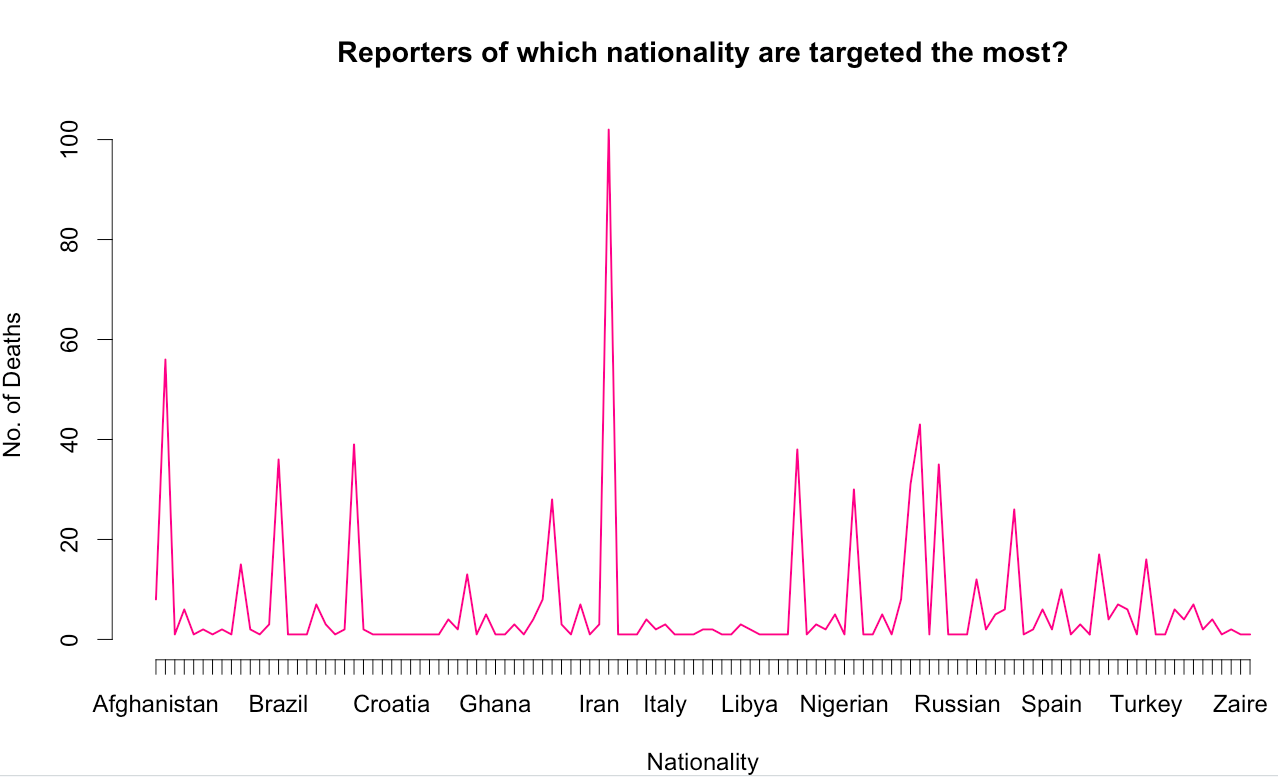 Reporters of which nationality are targeted the most?
No. of Deaths
100
80
60
40
20
0
Afghanistan Brazil Croatia Ghana Iran Italy Libya Nigerian Russian Spain Turkey Zaire
Nationality